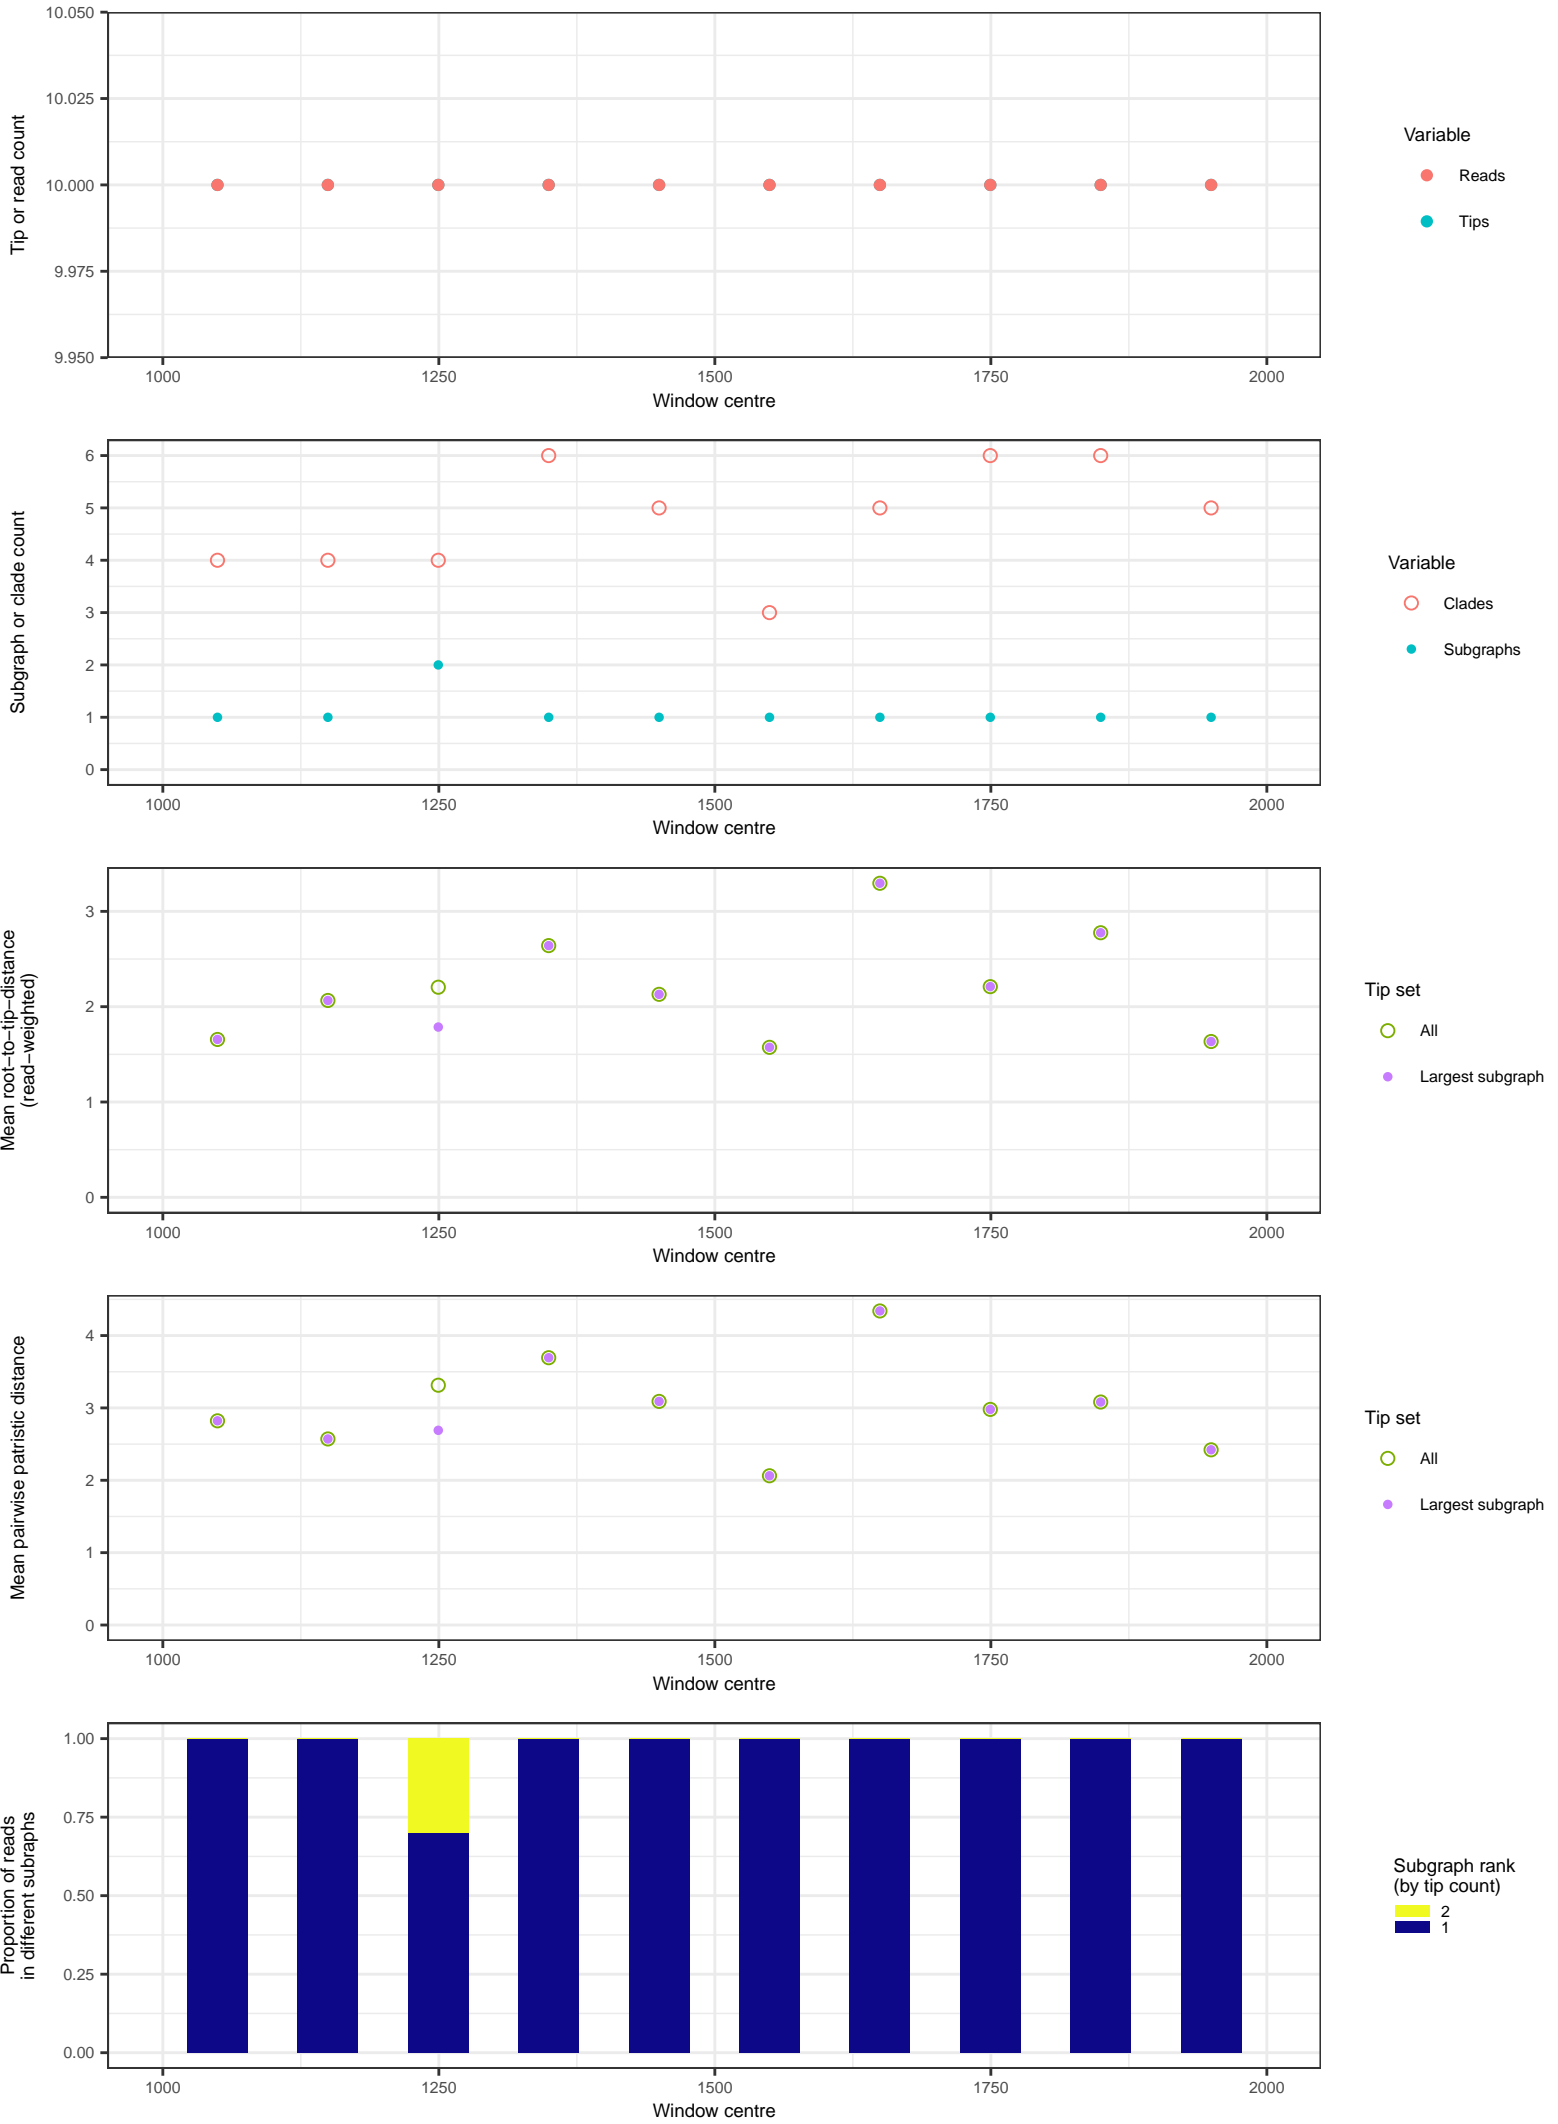 10.050
10.025
10.000
9.975
9.950
Tip or read count
1000 1250 1500 1750 2000
Window centre
Variable
Reads
Tips
6
5
4
3
2
1
0
Subgraph or clade count
1000 1250 1500 1750 2000
Window centre
Variable
Clades
Subgraphs
3
2
1
0
Mean root−to−tip−distance
(read−weighted)
1000 1250 1500 1750 2000
Window centre
Tip set
All
Largest subgraph
4
3
2
1
0
Mean pairwise patristic distance
1000 1250 1500 1750 2000
Window centre
Tip set
All
Largest subgraph
1.00
0.75
0.50
0.25
0.00
Proportion of reads
in different subraphs
1000 1250 1500 1750 2000
Window centre
Subgraph rank
(by tip count)
2
1